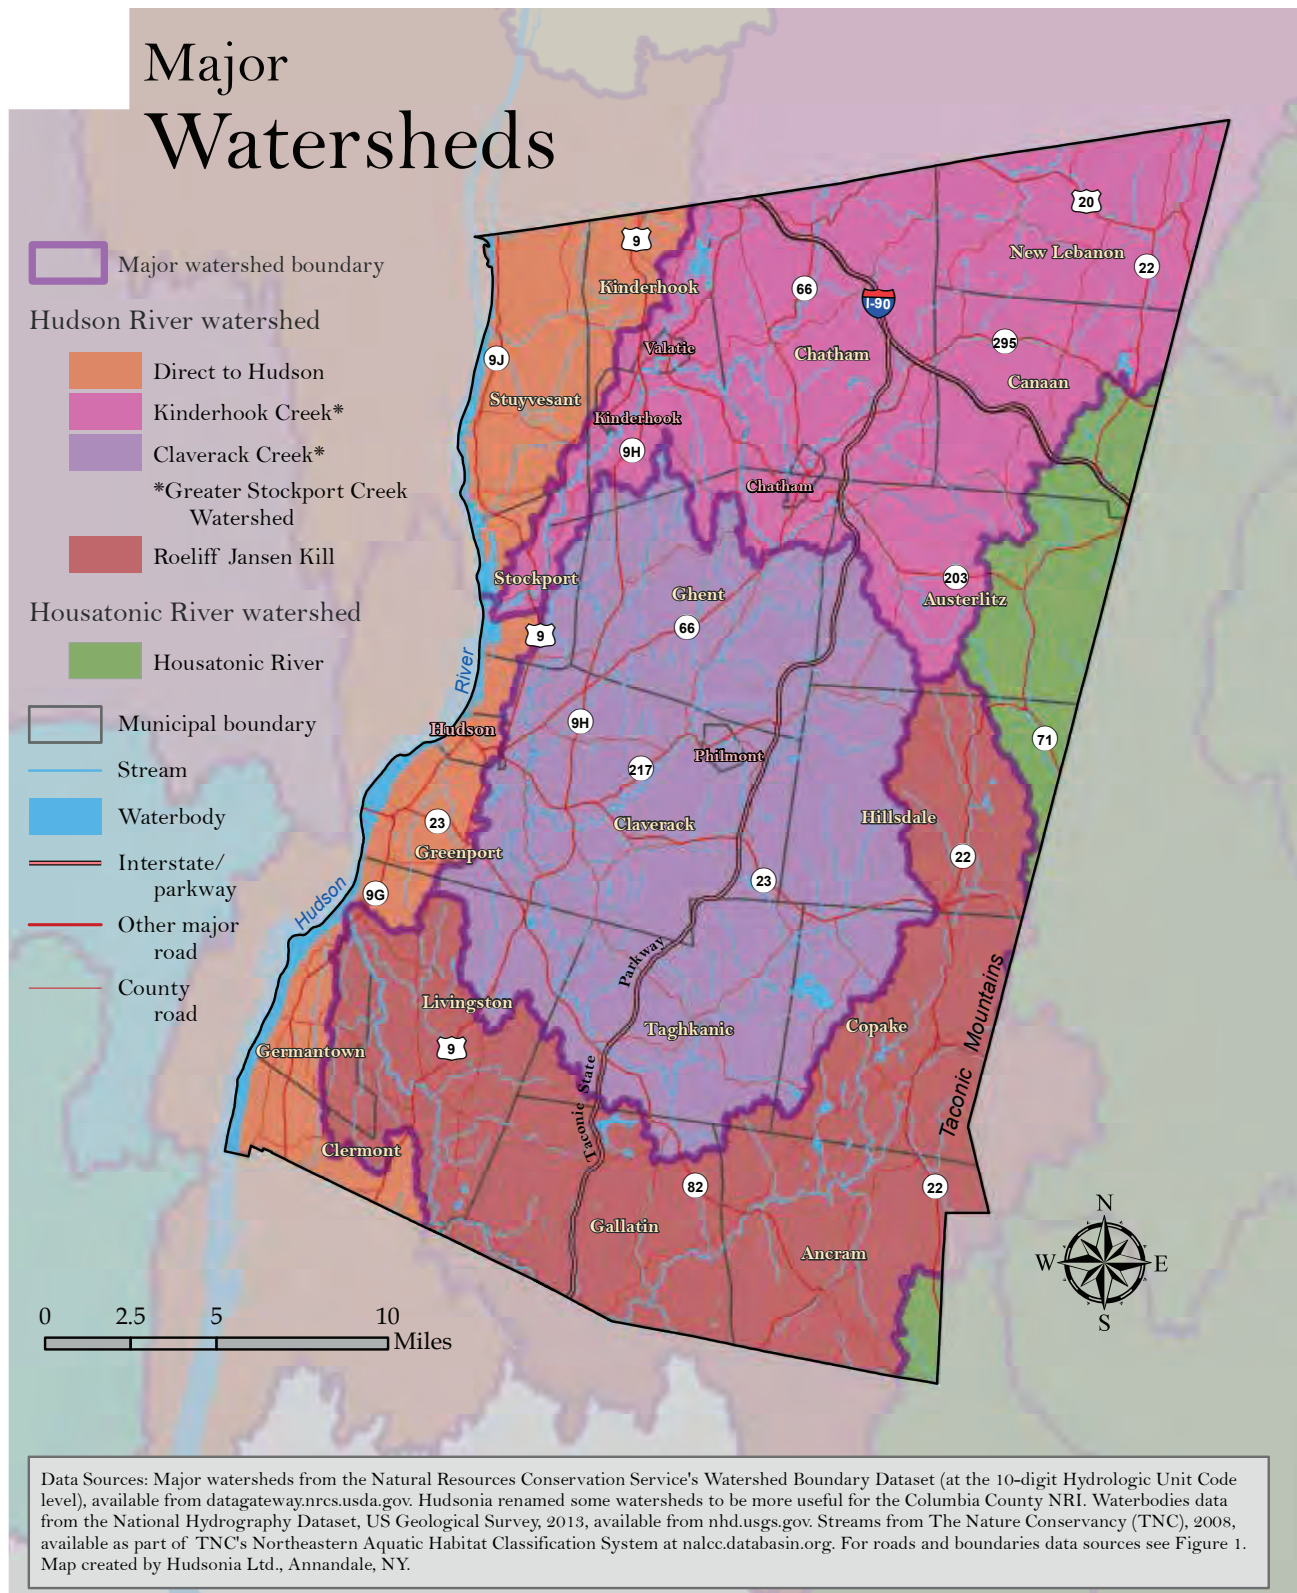 Major
Watersheds
Major watershed boundary
Hudson River watershed
Direct to Hudson
Kinderhook Creek*
Claverack Creek*
*Greater Stockport Creek
Watershed
Roeliff Jansen Kill
Housatonic River watershed
Housatonic River
Municipal boundary
Stream
Waterbody
Interstate/
parkway
Other major
road
County
road
20
9
New Lebanon
22
Kinderhook
66
I-90
295
Valatie
9J
Chatham
Canaan
Stuyvesant
Kinderhook
9H
Chatham
Stockport
203
Ghent
Austerlitz
66
9
River
9H
Hudson
71
Philmont
217
23
Claverack
Hillsdale
Greenport
22
23
9G
Hudson
Parkway
Livingston
Taghkanic
Copake
Taconic Mountains
9
Germantown
Taconic State
Clermont
82
22
Gallatin
Ancram
N
W
E
S
0 2.5 5 10
Miles
Data Sources: Major watersheds from the Natural Resources Conservation Service's Watershed Boundary Dataset (at the 10-digit Hydrologic Unit Code
level), available from datagateway.nrcs.usda.gov. Hudsonia renamed some watersheds to be more useful for the Columbia County NRI. Waterbodies data
from the National Hydrography Dataset, US Geological Survey, 2013, available from nhd.usgs.gov. Streams from The Nature Conservancy (TNC), 2008,
available as part of TNC's Northeastern Aquatic Habitat Classification System at nalcc.databasin.org. For roads and boundaries data sources see Figure 1.
Map created by Hudsonia Ltd., Annandale, NY.